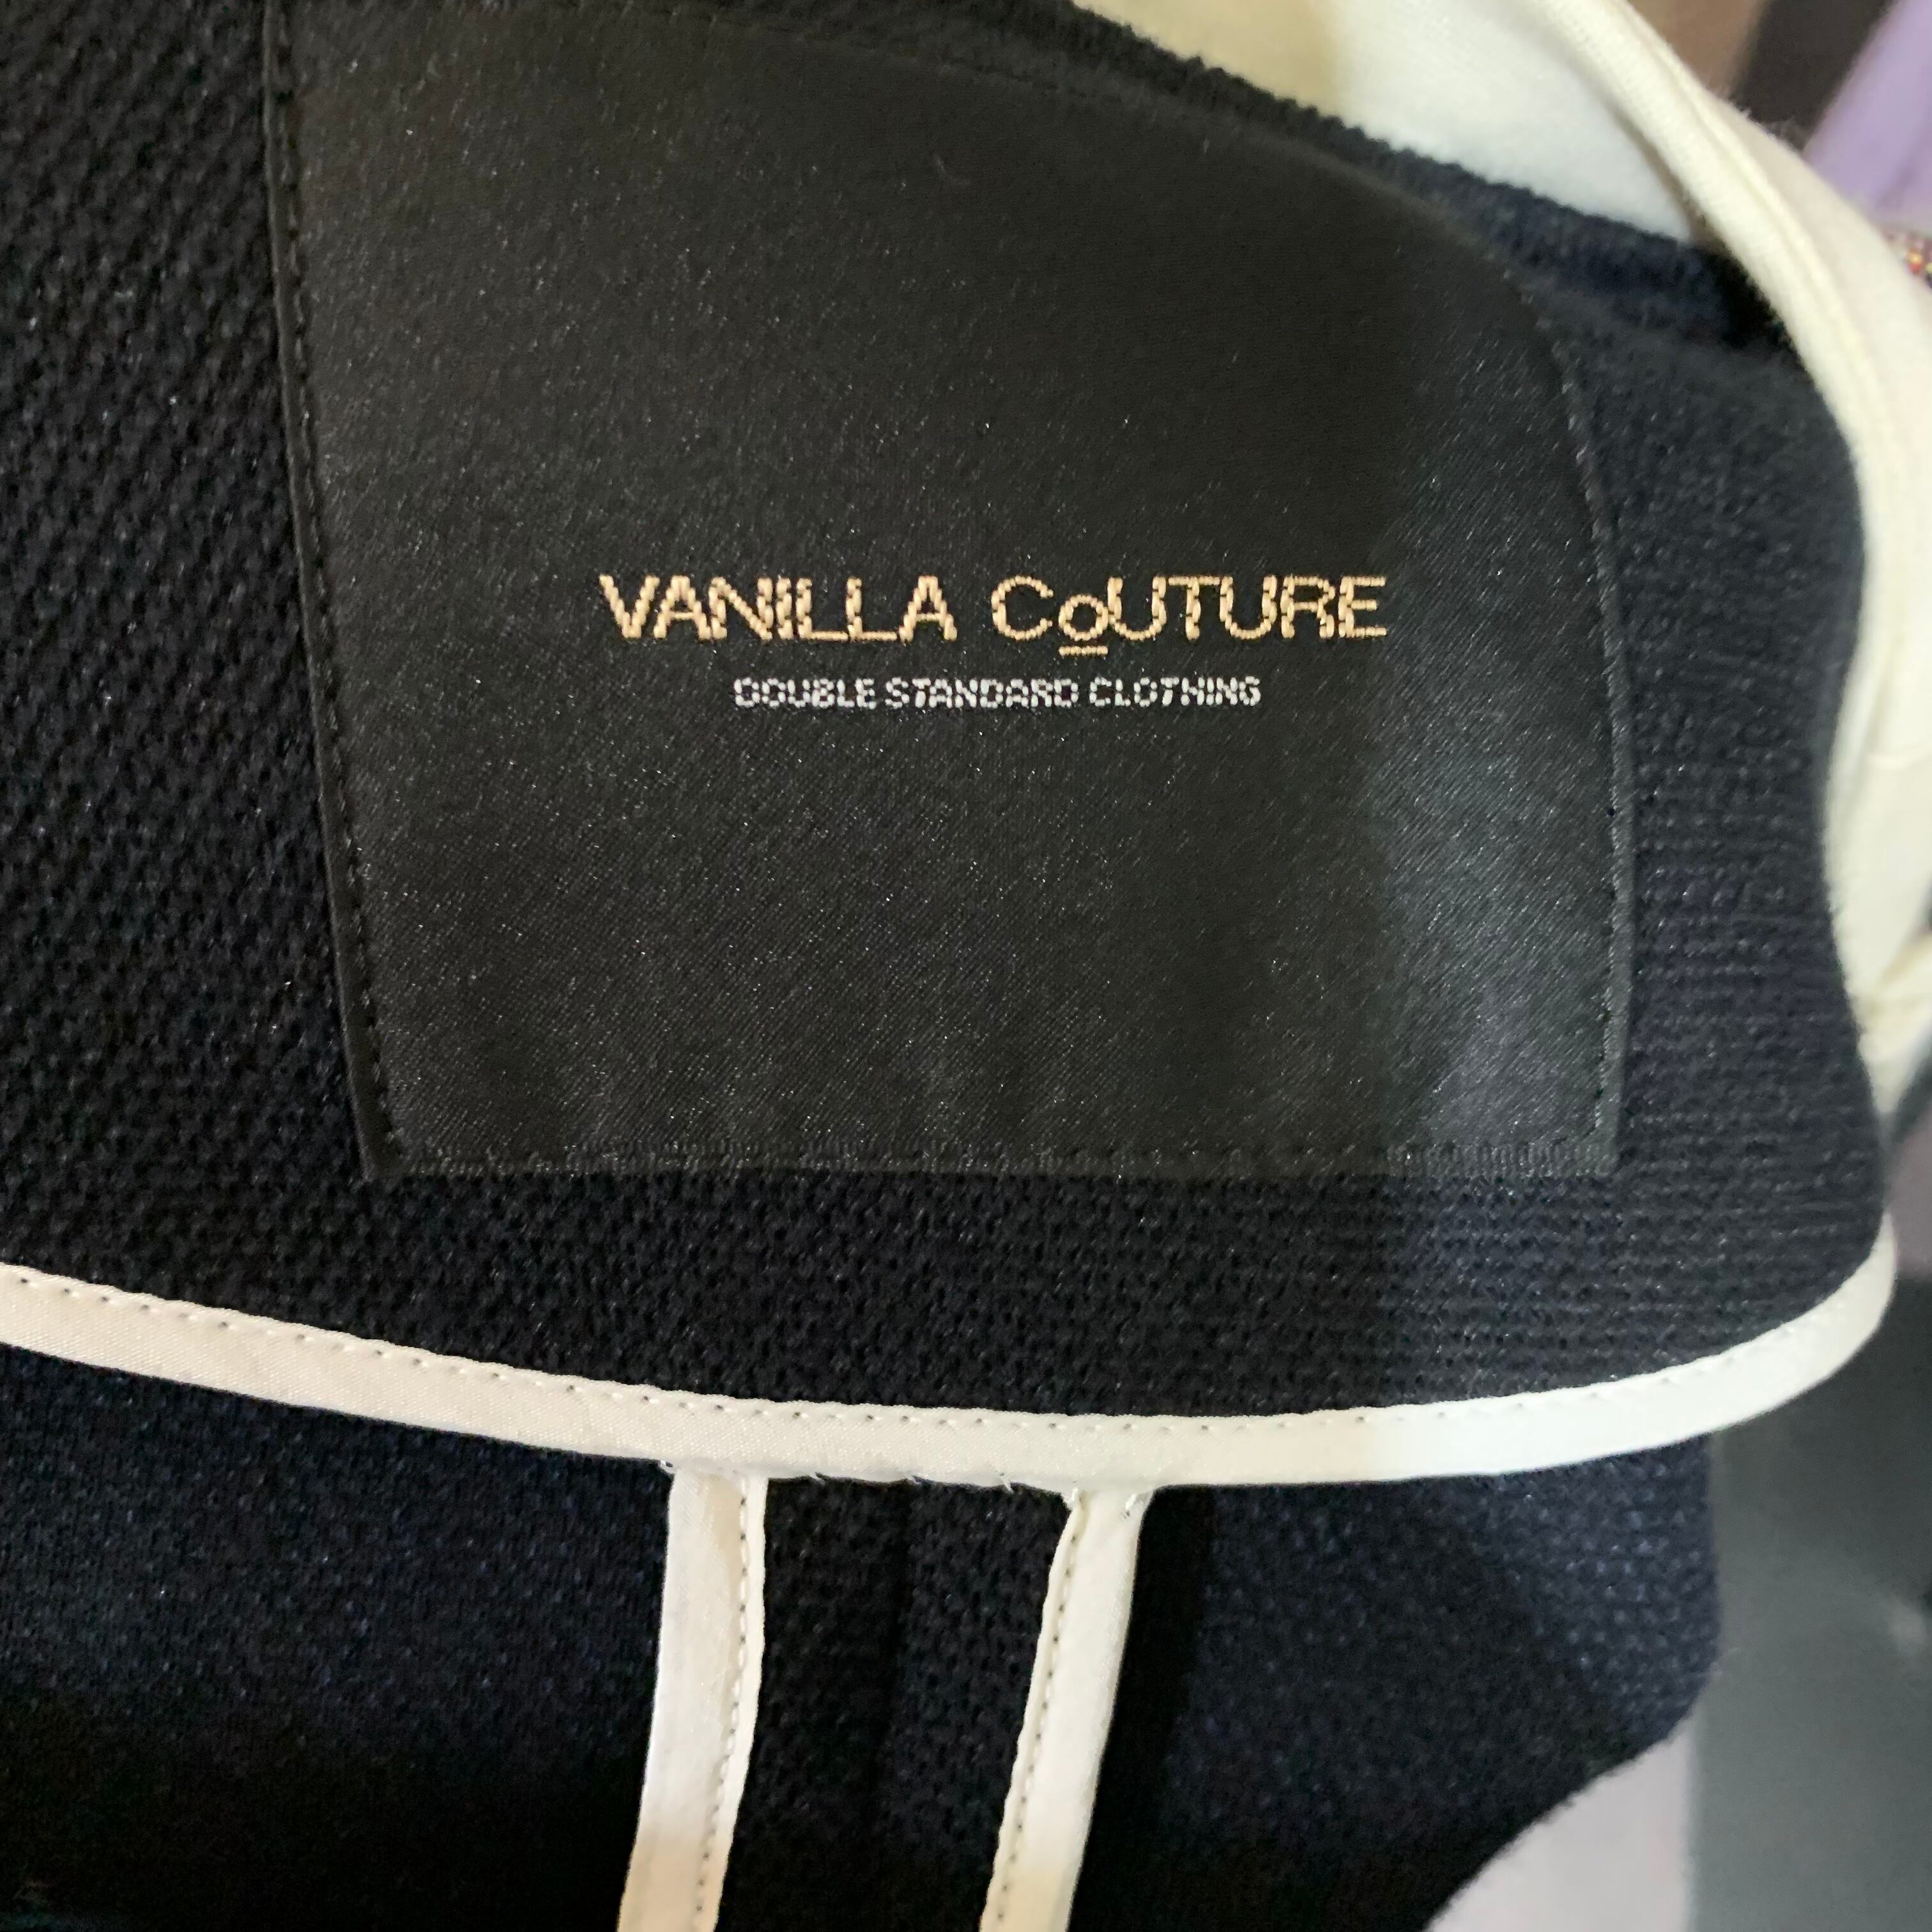 VANILLA CoUTURE
DOUBLE STANDARD CLOTHING